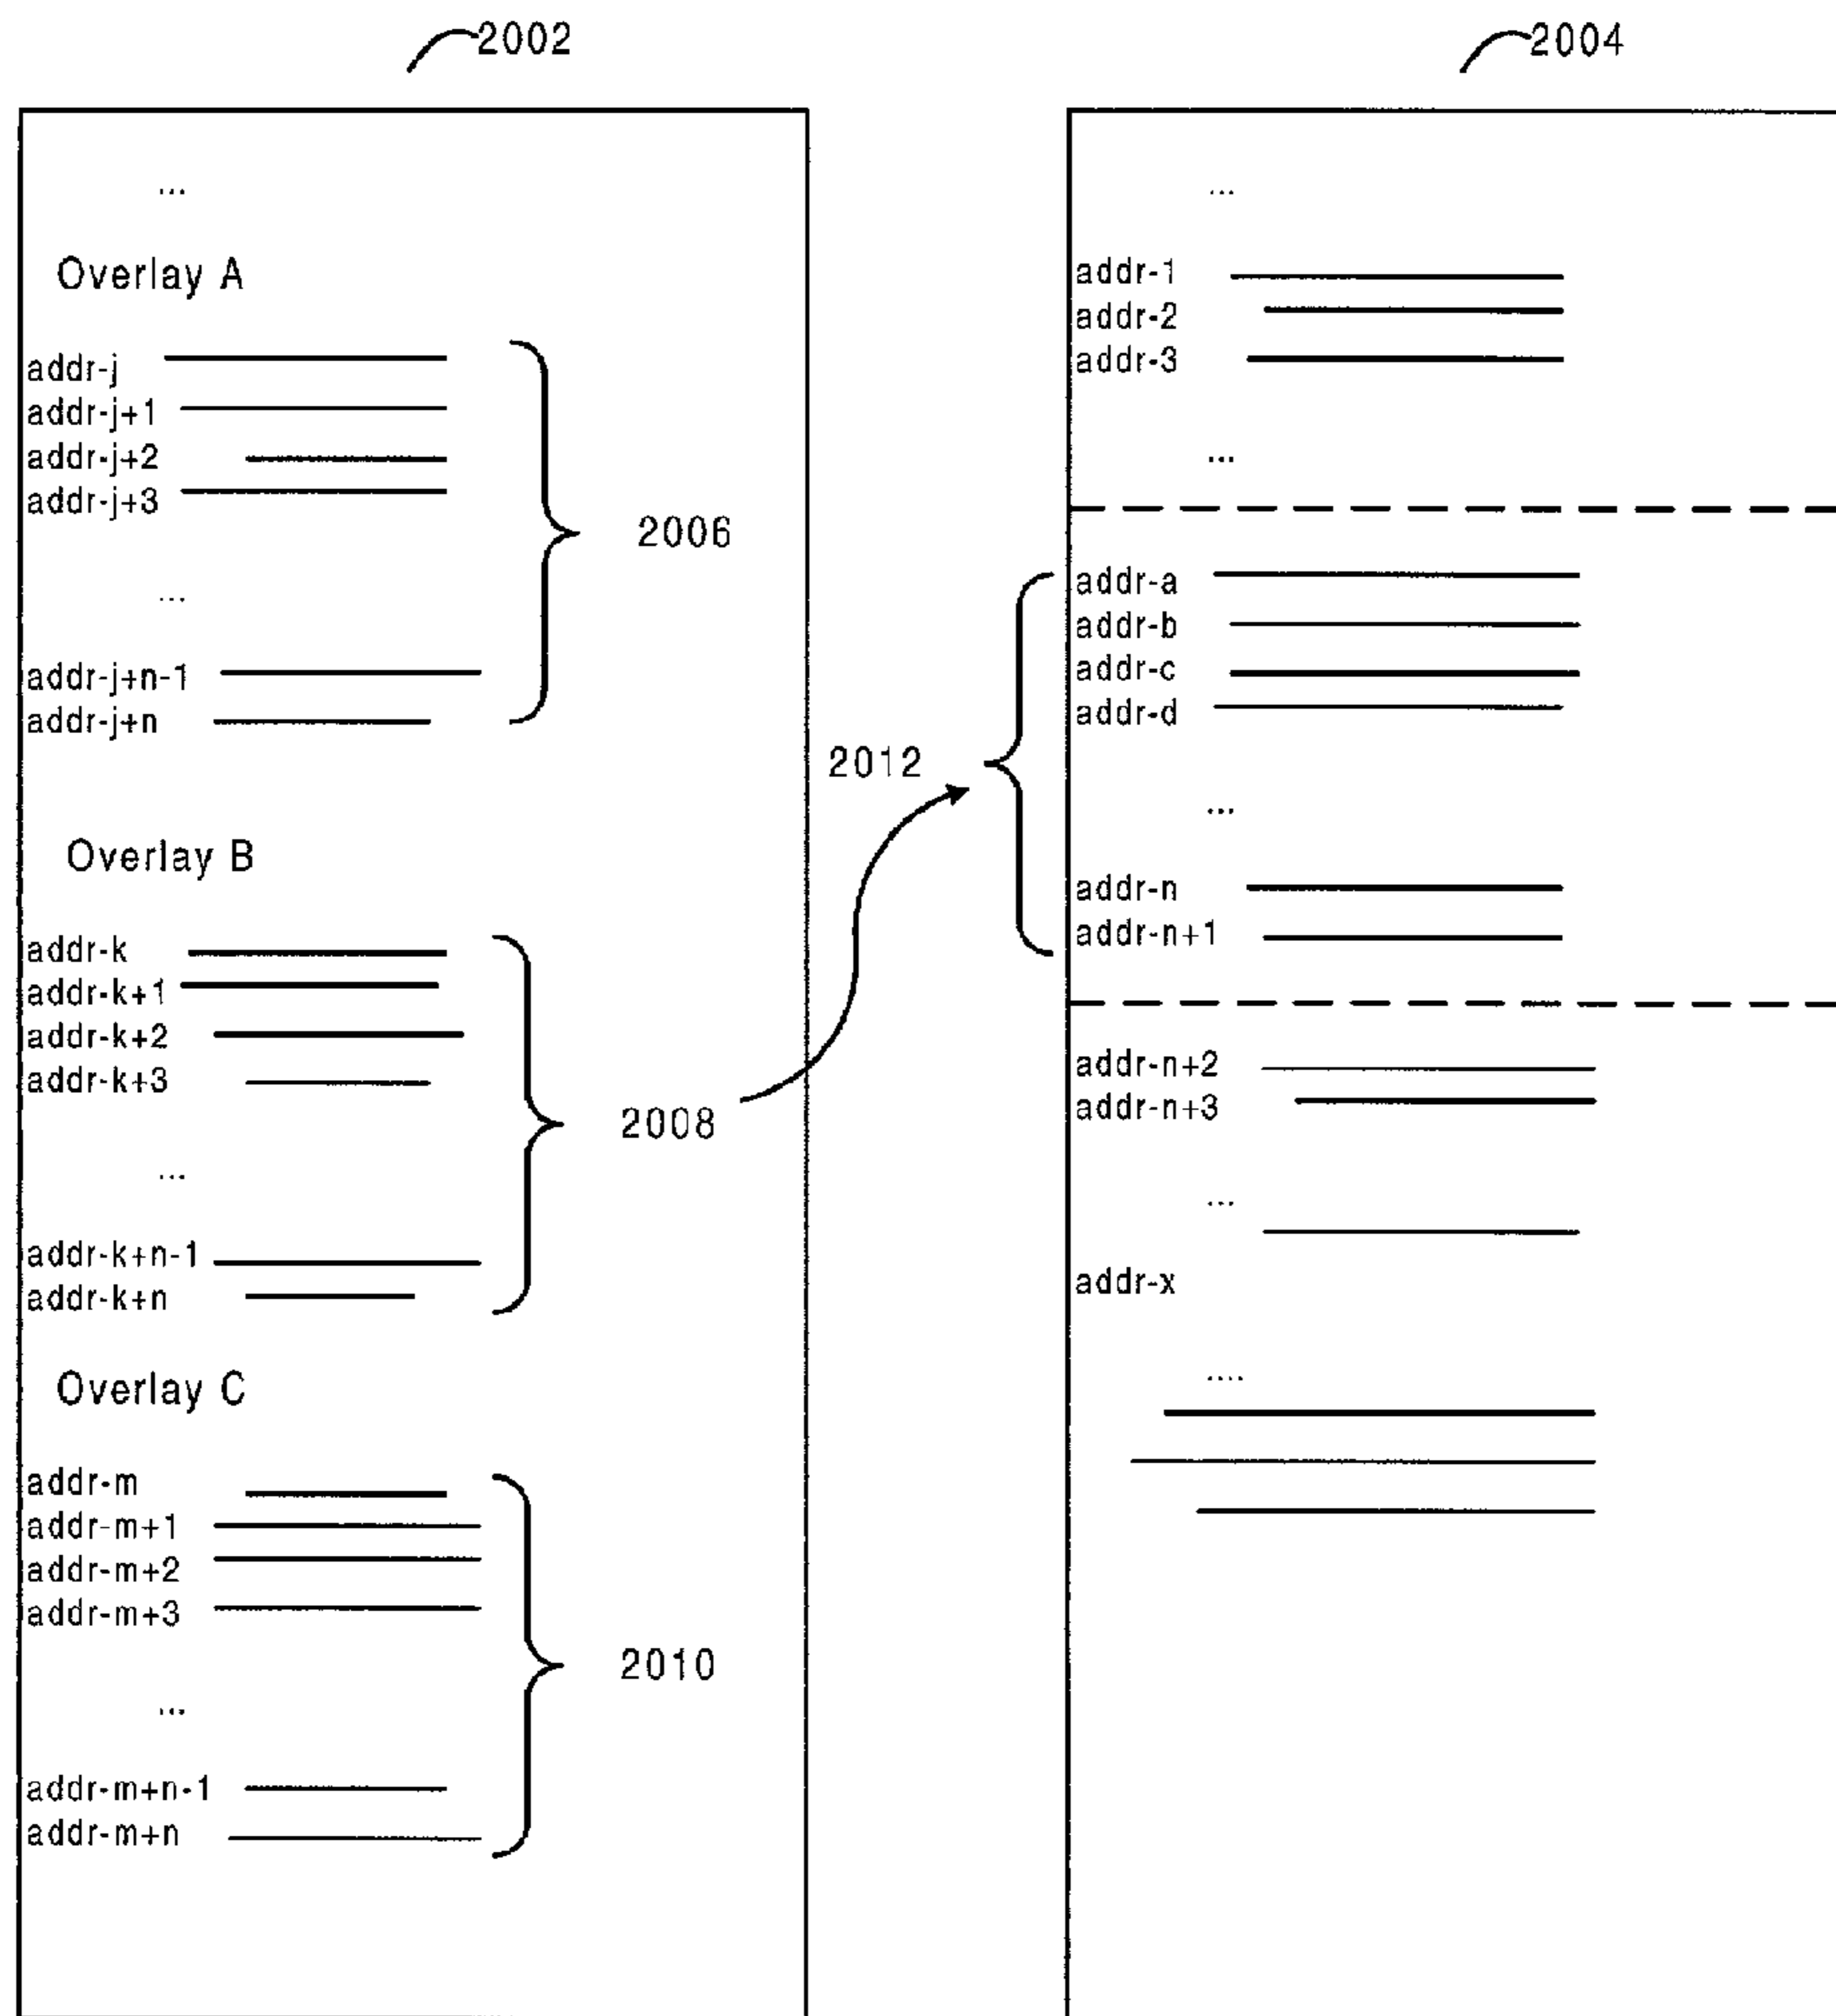 2002
...
Overlay A
addr-j
addr-j+1
addr-j+2
addr-j+3
...
addr-j+n-1
addr-j+n
2006
Overlay B
addr-k
addr-k+1
addr-k+2
addr-k+3
...
addr-k+n-1
addr-k+n
2008
Overlay C
addr-m
addr-m+1
addr-m+2
addr-m+3
...
addr-m+n-1
addr-m+n
2010
2004
...
addr-1
addr-2
addr-3
...
2012
addr-a
addr-b
addr-c
addr-d
...
addr-n
addr-n+1
addr-n+2
addr-n+3
...
addr-x
....